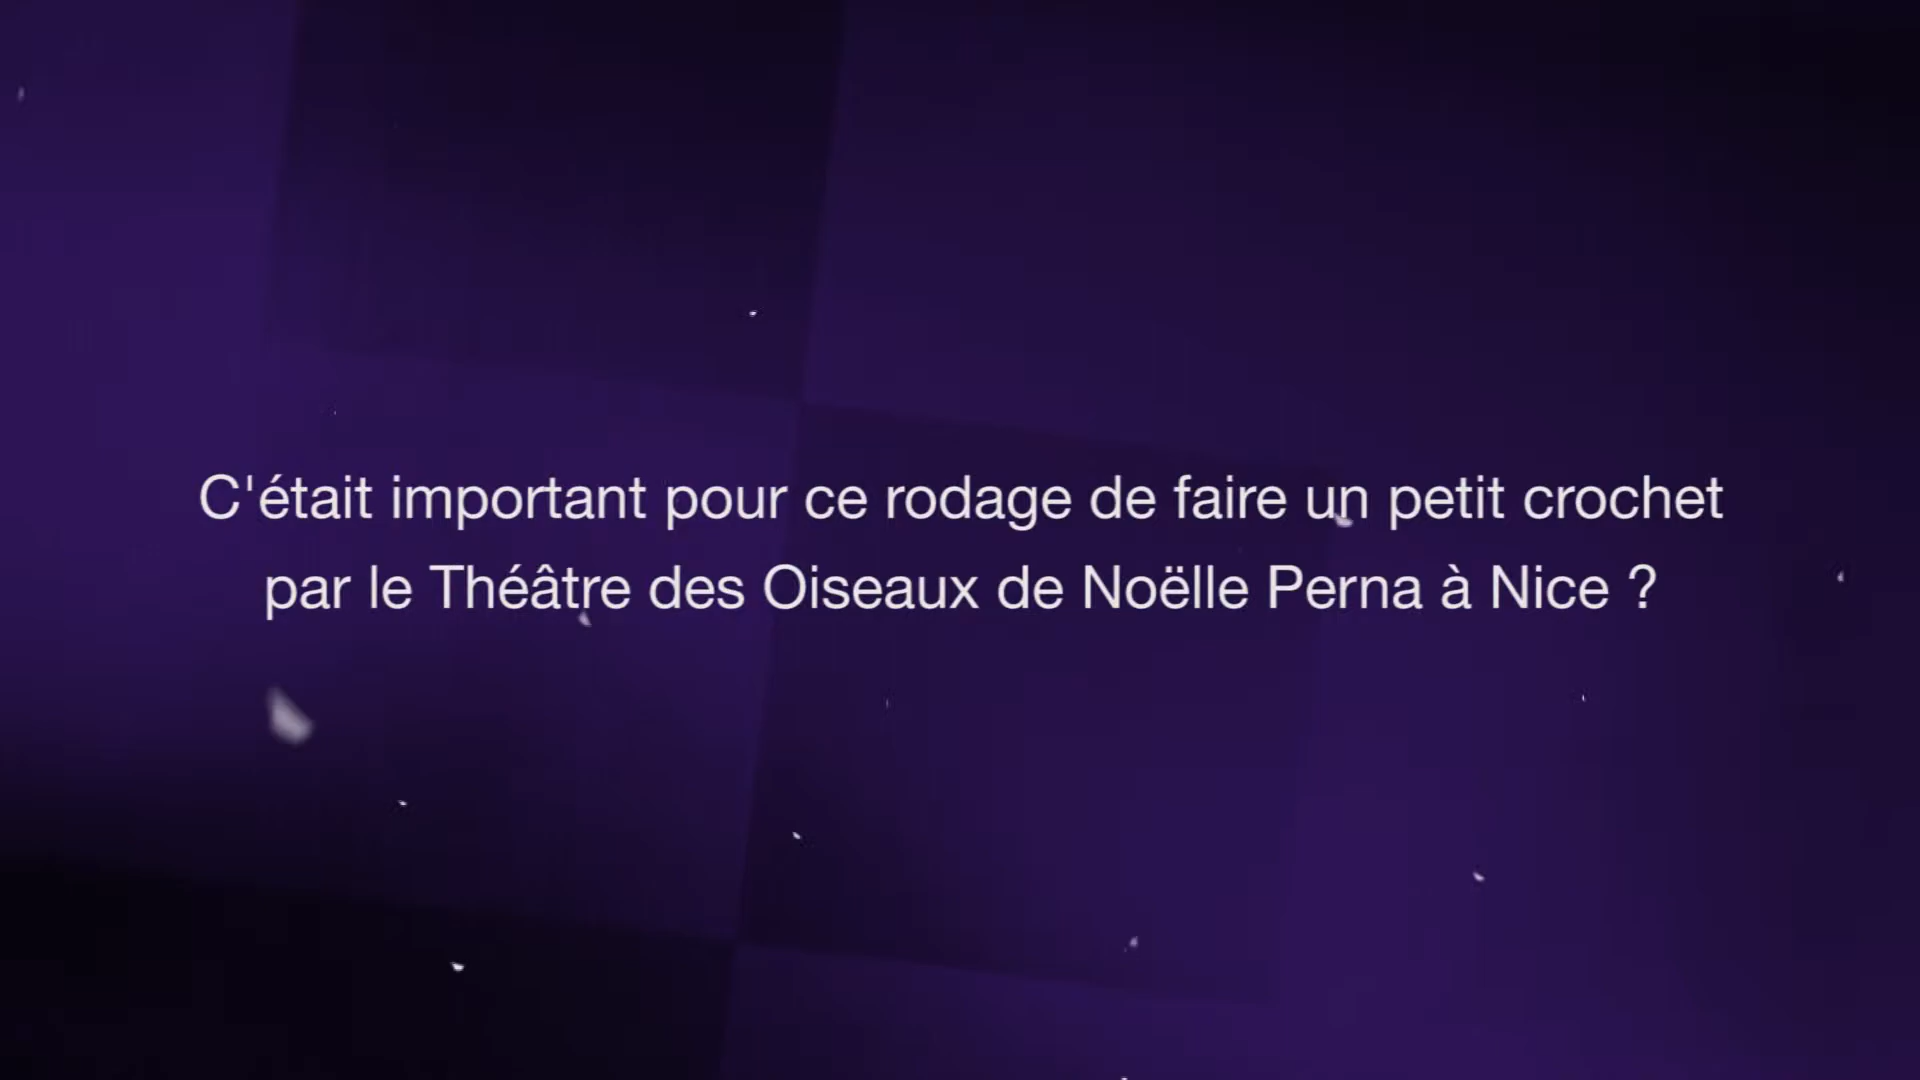 C'était important pour ce rodage de faire un petit crochet
par le Théâtre des Oiseaux de Noëlle Perna à Nice ?